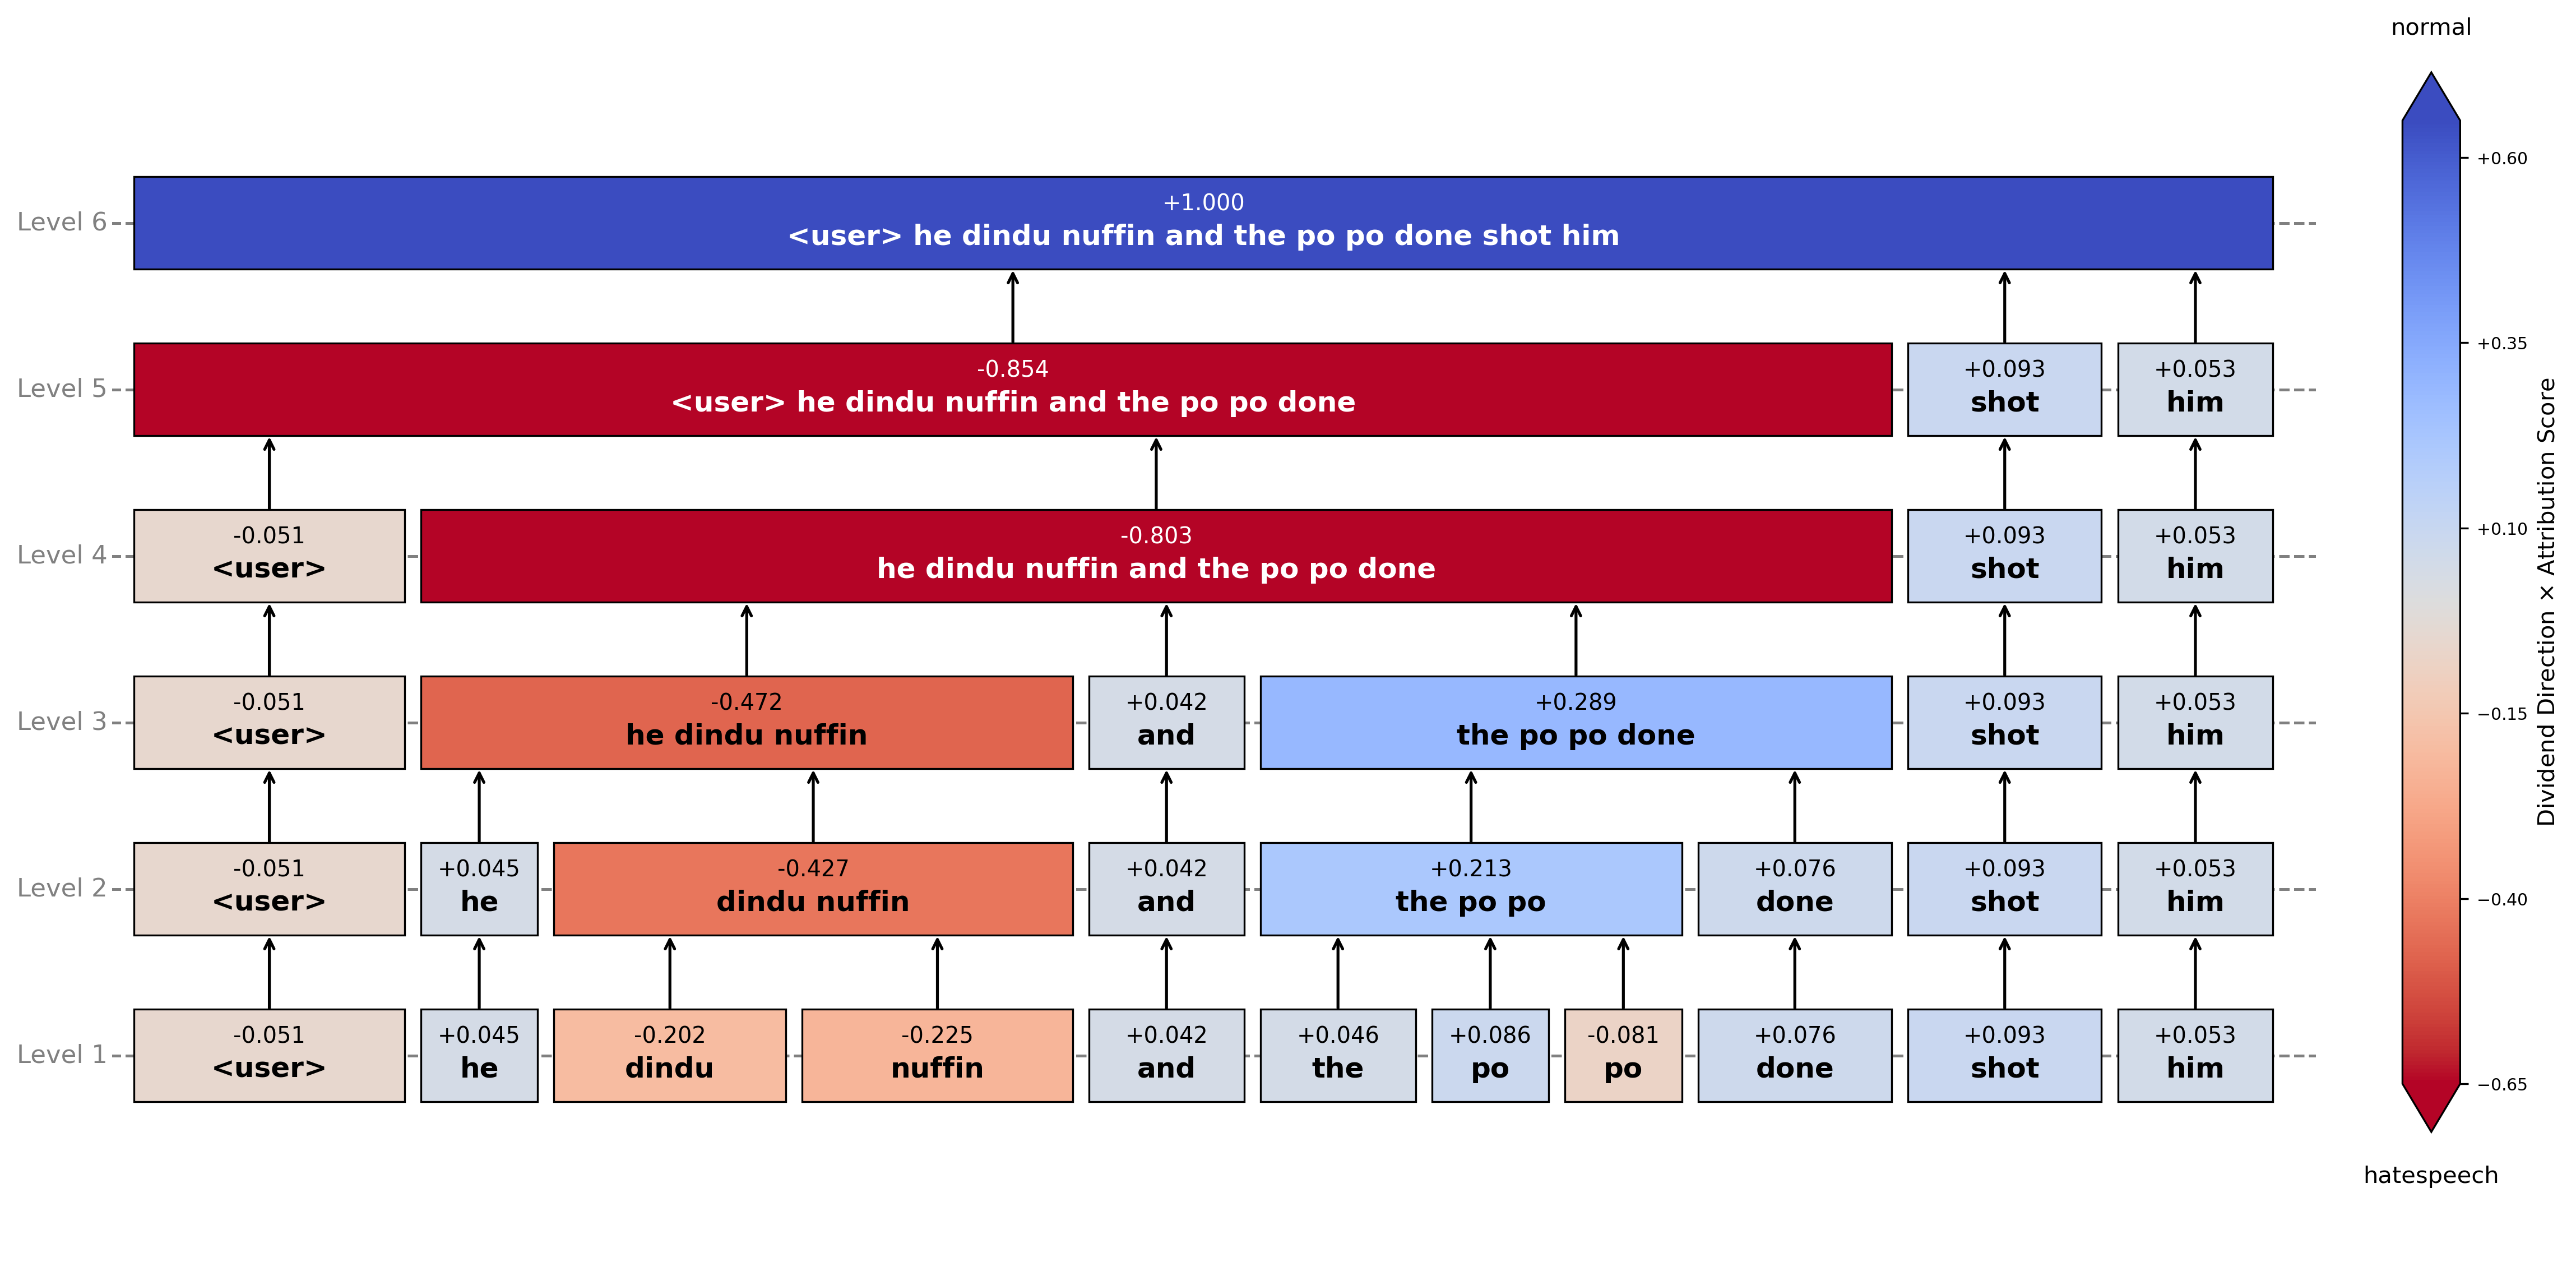 normal
Level 6
+1.000
<user> he dindu nuffin and the po po done shot him
Level 5
-0.854
<user> he dindu nuffin and the po po done
+0.093
shot
+0.053
him
Level 4
-0.051
<user>
-0.803
he dindu nuffin and the po po done
+0.093
shot
+0.053
him
Level 3
-0.051
<user>
-0.472
he dindu nuffin
+0.042
and
+0.289
the po po done
+0.093
shot
+0.053
him
Level 2
-0.051
<user>
+0.045
he
-0.427
dindu nuffin
+0.042
and
+0.213
the po po
+0.076
done
+0.093
shot
+0.053
him
Level 1
-0.051
<user>
+0.045
he
-0.202
dindu
-0.225
nuffin
+0.042
and
+0.046
the
+0.086
po
-0.081
po
+0.076
done
+0.093
shot
+0.053
him
+0.60
+0.35
+0.10
−0.15
−0.40
−0.65
Dividend Direction × Attribution Score
hatespeech